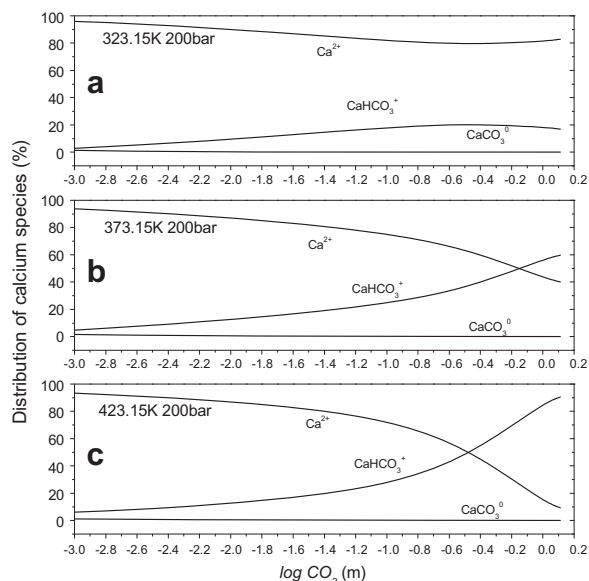 Distribution of calcium species (%)
100
80
60
40
20
0
323.15K 200bar
a
Ca²⁺
CaHCO₃⁺
CaCO₃⁰
-3.0 -2.8 -2.6 -2.4 -2.2 -2.0 -1.8 -1.6 -1.4 -1.2 -1.0 -0.8 -0.6 -0.4 -0.2 0.0 0.2
100
80
60
40
20
0
373.15K 200bar
b
Ca²⁺
CaHCO₃⁺
CaCO₃⁰
-3.0 -2.8 -2.6 -2.4 -2.2 -2.0 -1.8 -1.6 -1.4 -1.2 -1.0 -0.8 -0.6 -0.4 -0.2 0.0 0.2
100
80
60
40
20
0
423.15K 200bar
c
Ca²⁺
CaHCO₃⁺
CaCO₃⁰
-3.0 -2.8 -2.6 -2.4 -2.2 -2.0 -1.8 -1.6 -1.4 -1.2 -1.0 -0.8 -0.6 -0.4 -0.2 0.0 0.2
log CO₂ (m)